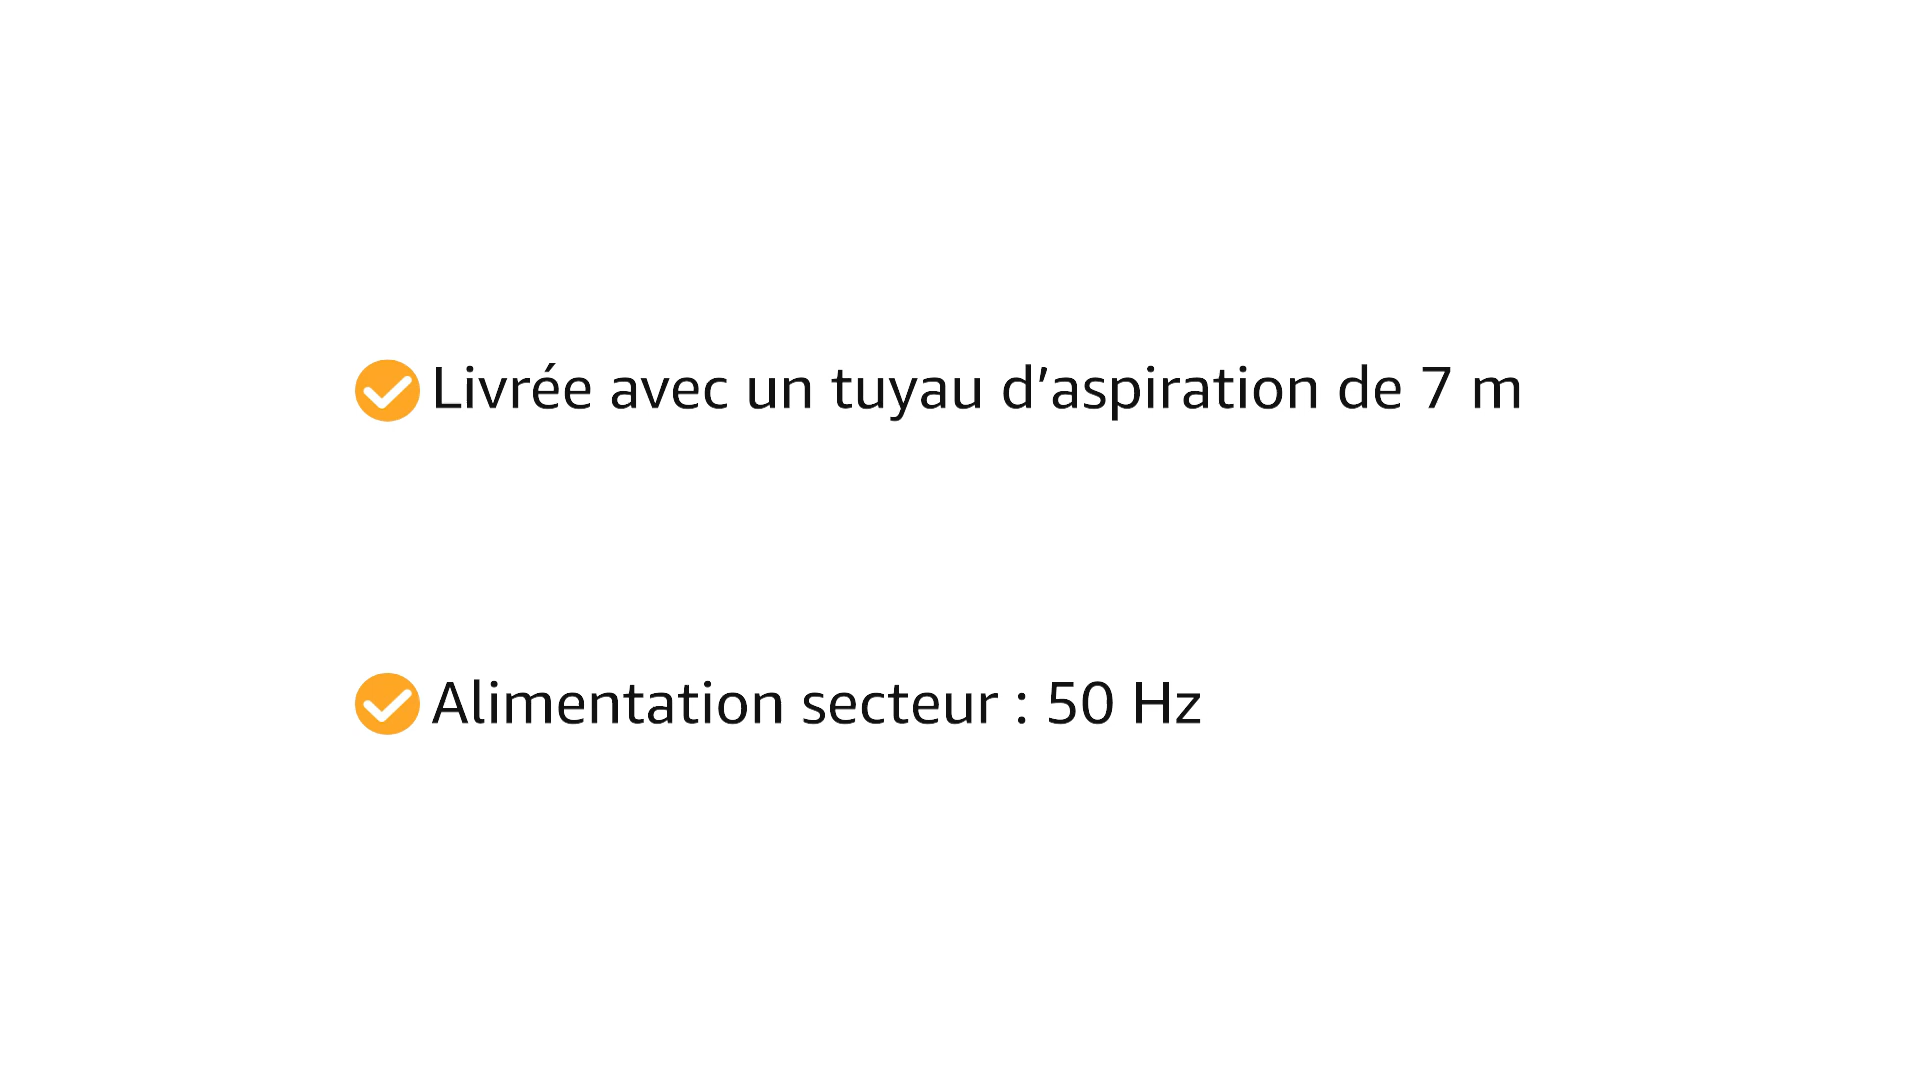 Livrée avec un tuyau d’aspiration de 7 m
Alimentation secteur : 50 Hz